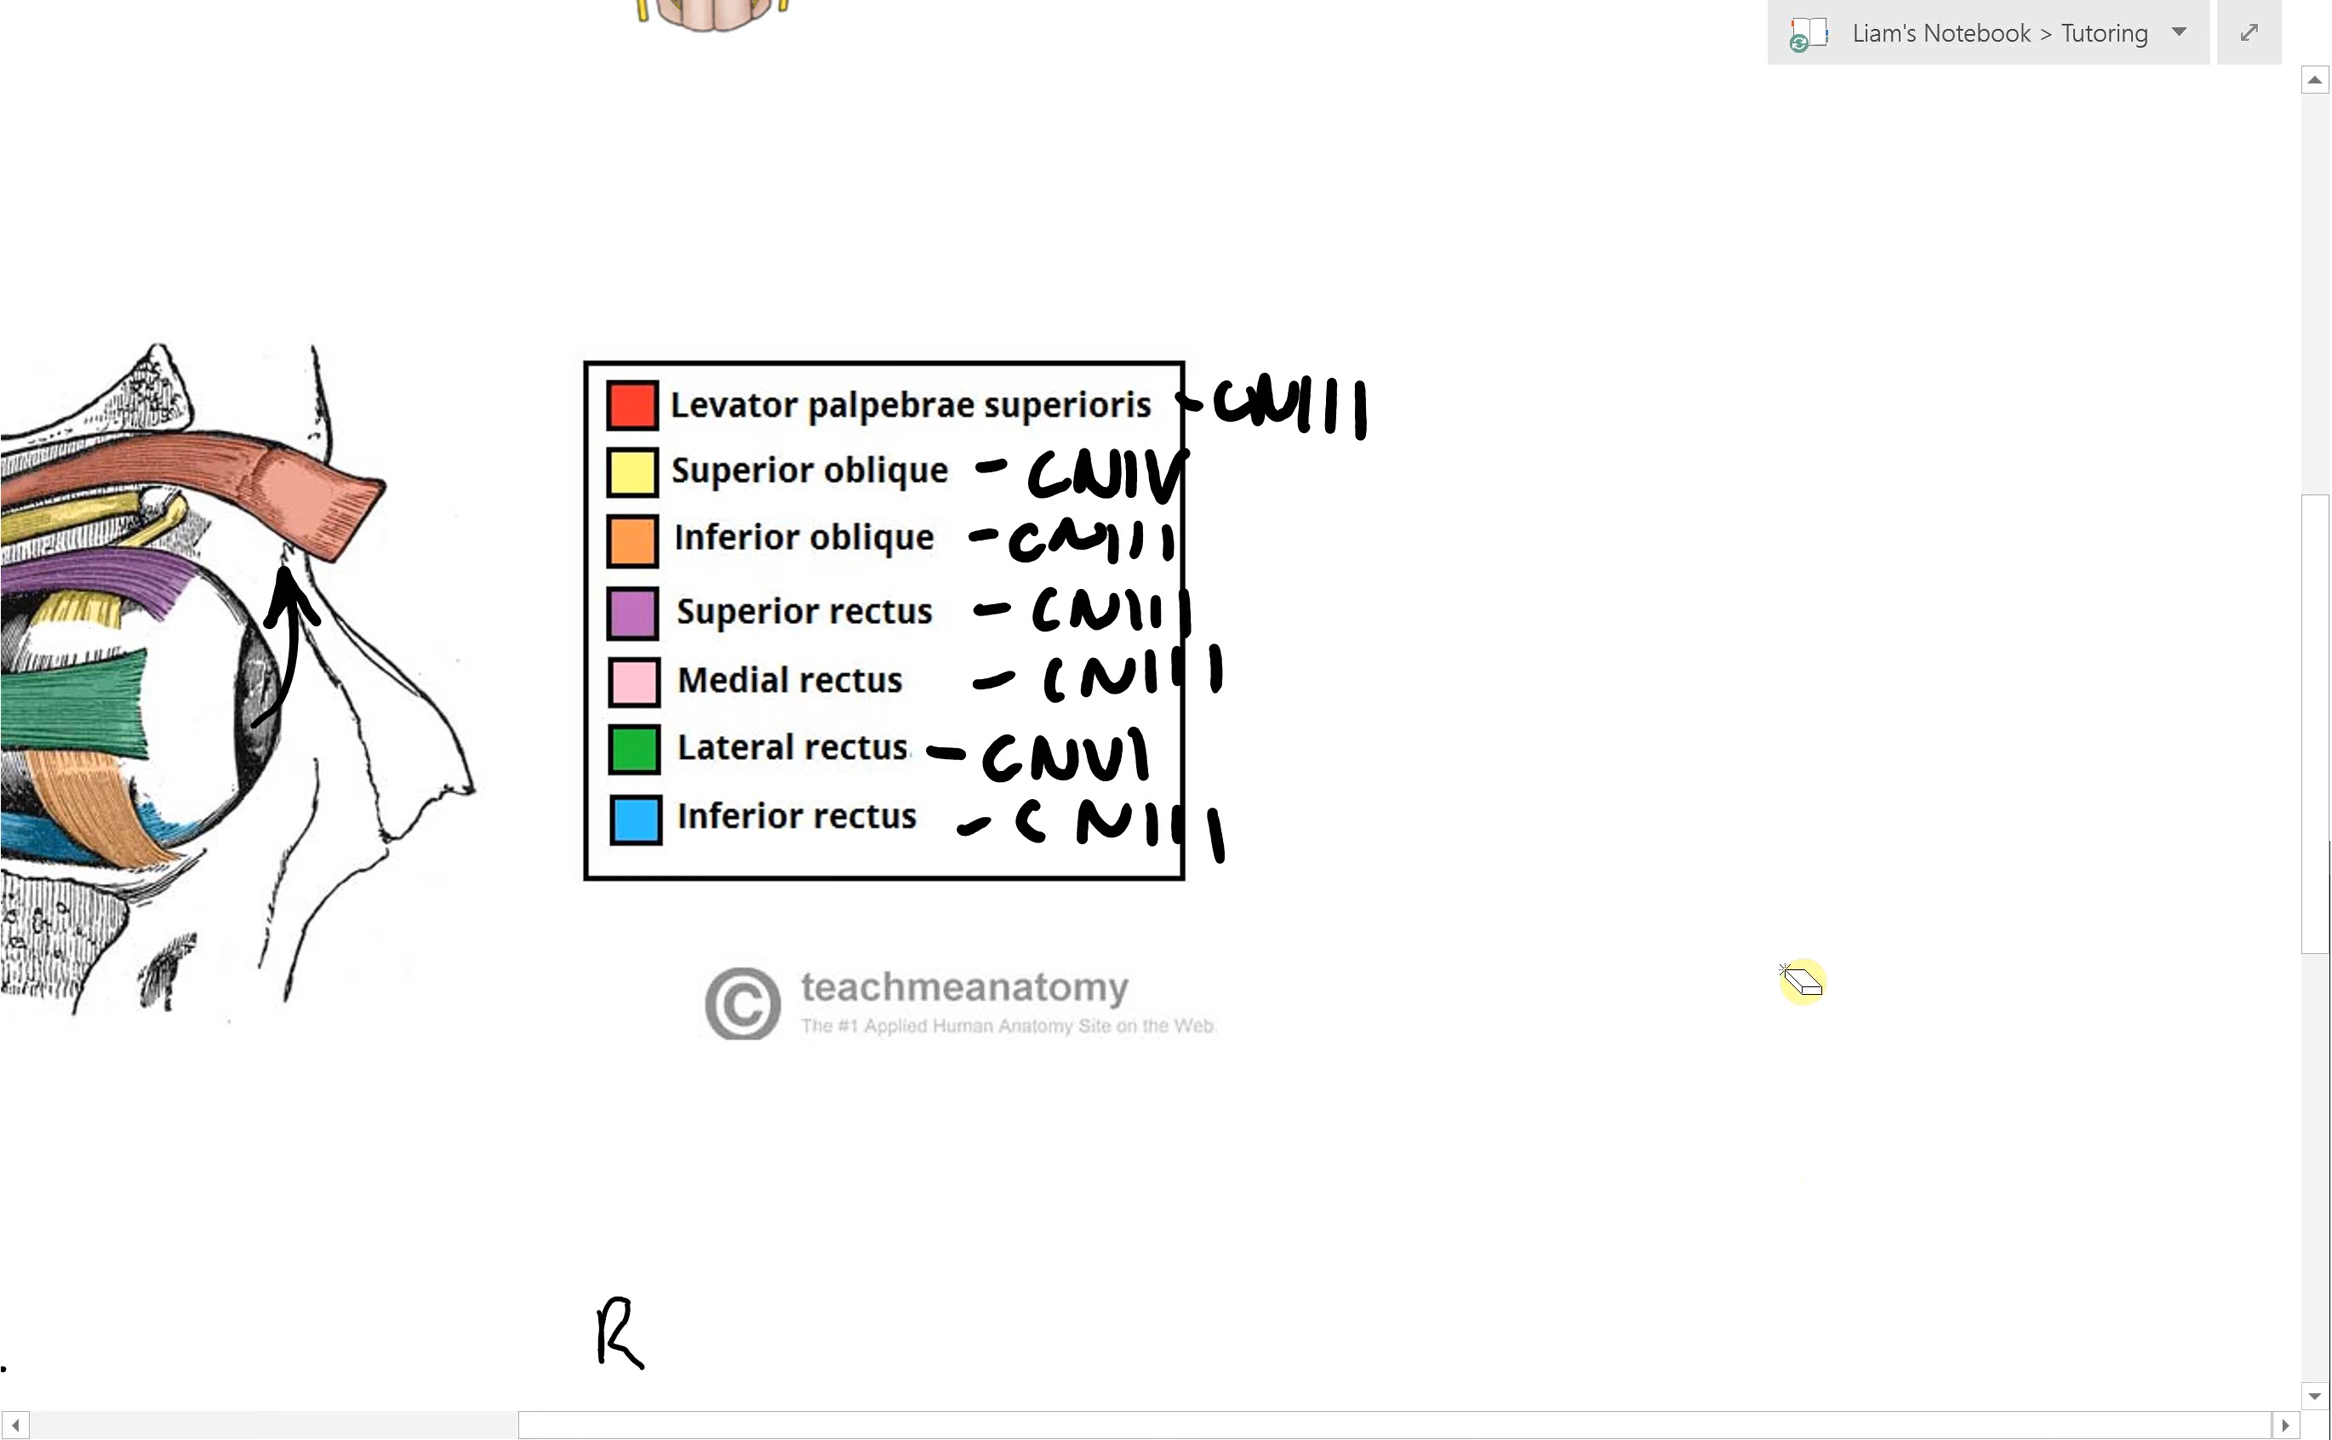 Liam's Notebook > Tutoring
Levator palpebrae superioris - CNIII
Superior oblique - CNIV
Inferior oblique - CNIII
Superior rectus - CNIII
Medial rectus - CNIII
Lateral rectus - CNVI
Inferior rectus - CNIII
© teachmeanatomy
The #1 Applied Human Anatomy Site on the Web.
R